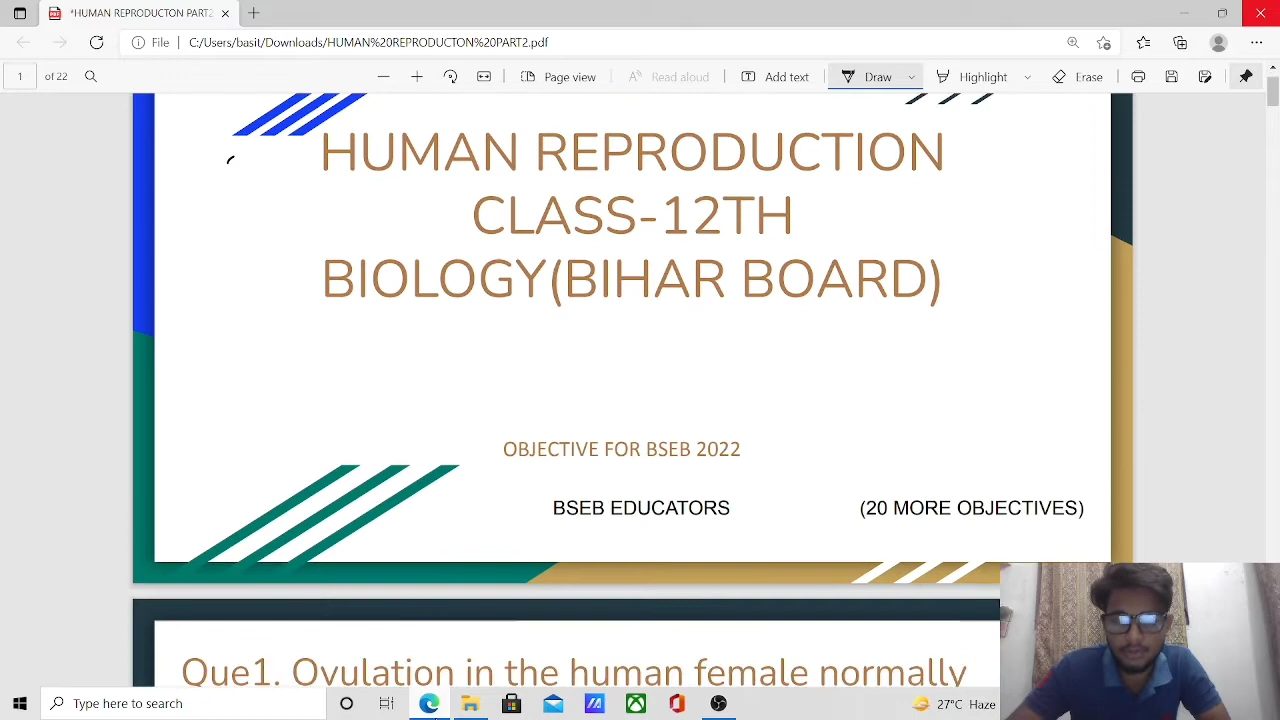 *HUMAN REPRODUCTON PART2
File
C:/Users/basit/Downloads/HUMAN%20REPRODUCTON%20PART2.pdf
1 of 22
Page view
Read aloud
Add text
Draw
Highlight
Erase
HUMAN REPRODUCTION
CLASS-12TH
BIOLOGY(BIHAR BOARD)
OBJECTIVE FOR BSEB 2022
BSEB EDUCATORS (20 MORE OBJECTIVES)
Que1. Ovulation in the human female normally
Type here to search
27°C Haze